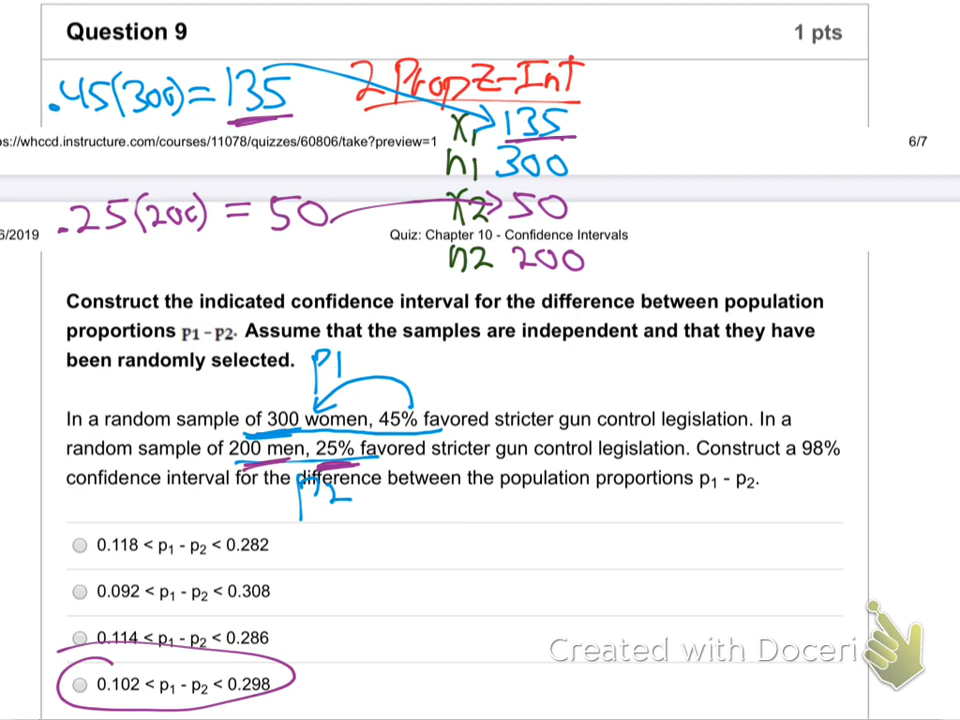 Question 9
1 pts
.45(300)=135
2 Prop Z-Int
x1 135
ps://whccd.instructure.com/courses/11078/quizzes/60806/take?preview=1
6/7
n1 300
.25(200) = 50
x2 50
6/2019
Quiz: Chapter 10 - Confidence Intervals
n2 200
Construct the indicated confidence interval for the difference between population
proportions p1 - p2. Assume that the samples are independent and that they have
been randomly selected.
p1
In a random sample of 300 women, 45% favored stricter gun control legislation. In a
random sample of 200 men, 25% favored stricter gun control legislation. Construct a 98%
confidence interval for the difference between the population proportions p₁ - p₂.
p2
0.118 < p₁ - p₂ < 0.282
0.092 < p₁ - p₂ < 0.308
0.114 < p₁ - p₂ < 0.286
Created with Doceri
0.102 < p₁ - p₂ < 0.298